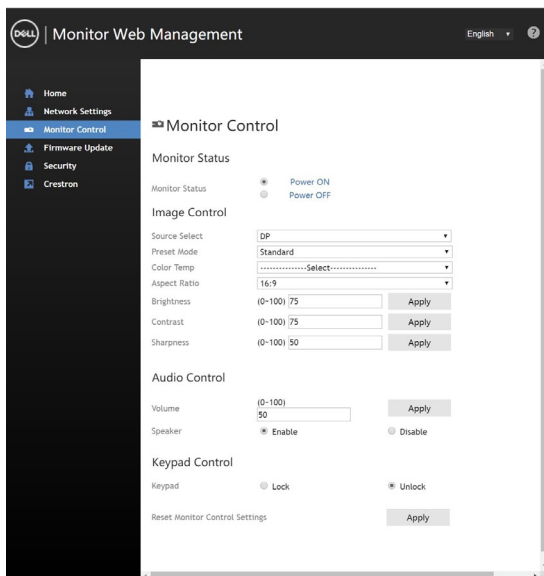 DELL
Monitor Web Management
English
?
Home
Network Settings
Monitor Control
Firmware Update
Security
Crestron
Monitor Control
Monitor Status
Monitor Status
Power ON
Power OFF
Image Control
Source Select DP
Preset Mode Standard
Color Temp ---------------Select---------------
Aspect Ratio 16:9
Brightness (0~100) 75 Apply
Contrast (0~100) 75 Apply
Sharpness (0~100) 50 Apply
Audio Control
(0~100)
Volume 50 Apply
Speaker Enable Disable
Keypad Control
Keypad Lock Unlock
Reset Monitor Control Settings Apply